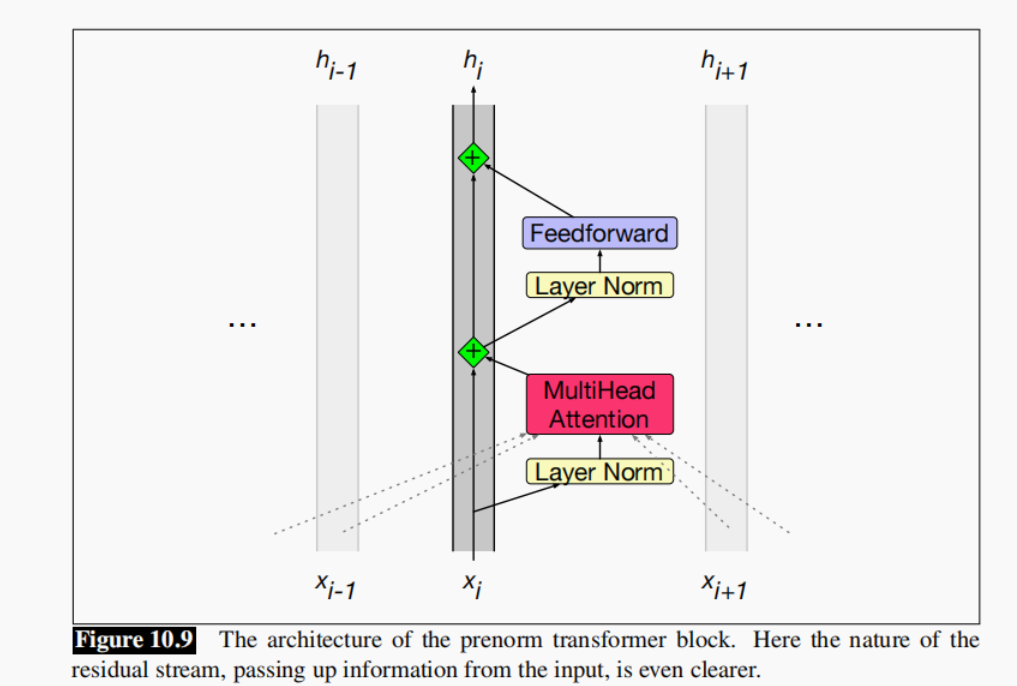 h i-1 h i h i+1
+
Feedforward
Layer Norm
... ...
+
MultiHead
Attention
Layer Norm
x i-1 x i x i+1
Figure 10.9 The architecture of the prenorm transformer block. Here the nature of the
residual stream, passing up information from the input, is even clearer.